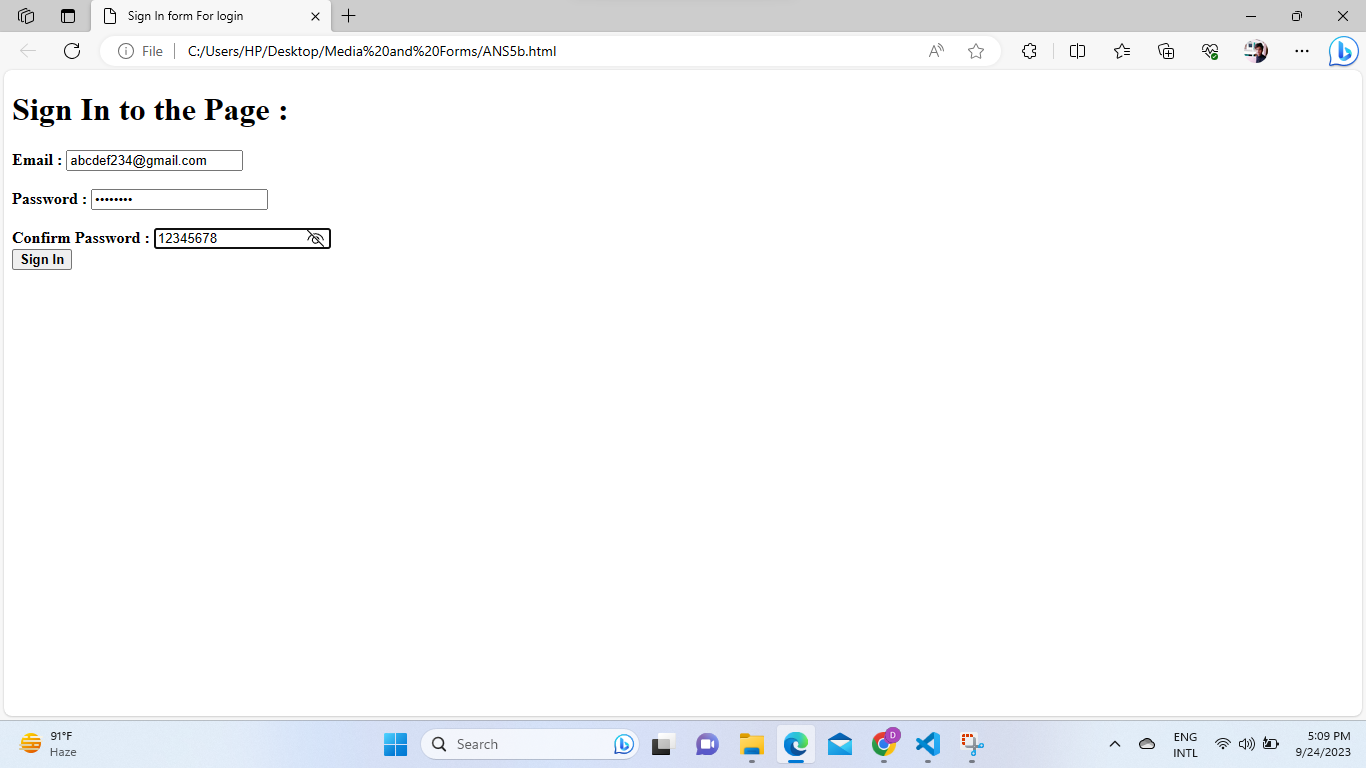 Sign In form For login
File
C:/Users/HP/Desktop/Media%20and%20Forms/ANS5b.html
Sign In to the Page :
Email : abcdef234@gmail.com
Password : ••••••••
Confirm Password : 12345678
Sign In
91°F
Haze
Search
D
ENG
INTL
5:09 PM
9/24/2023